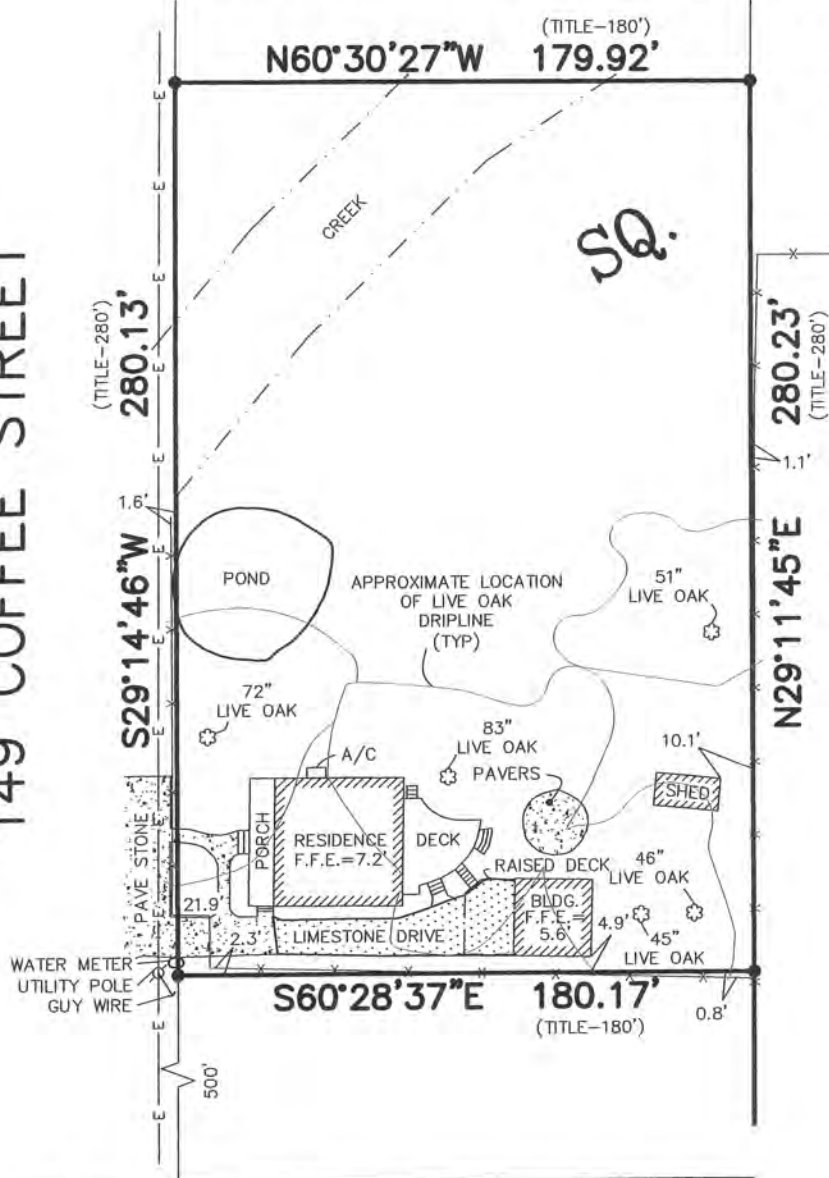 (TITLE-180')
N60°30'27"W 179.92'
CREEK
SQ.
149 COFFEE STREET
(TITLE-280')
280.13'
S29°14'46"W
280.23'
(TITLE-280')
N29°11'45"E
1.1'
1.6'
POND
APPROXIMATE LOCATION
OF LIVE OAK
DRIPLINE
(TYP)
51"
LIVE OAK
72"
LIVE OAK
A/C
83"
LIVE OAK
PAVERS
10.1'
SHED
PAVE STONE
PORCH
RESIDENCE
F.F.E.=7.2'
DECK
RAISED DECK
46"
LIVE OAK
BLDG.
F.F.E.=
5.6'
4.9'
45"
LIVE OAK
21.9'
2.3'
LIMESTONE DRIVE
WATER METER
UTILITY POLE
GUY WIRE
S60°28'37"E 180.17'
(TITLE-180')
0.8'
500'
E
E
E
E
E
E
E
E
E
E
E
E